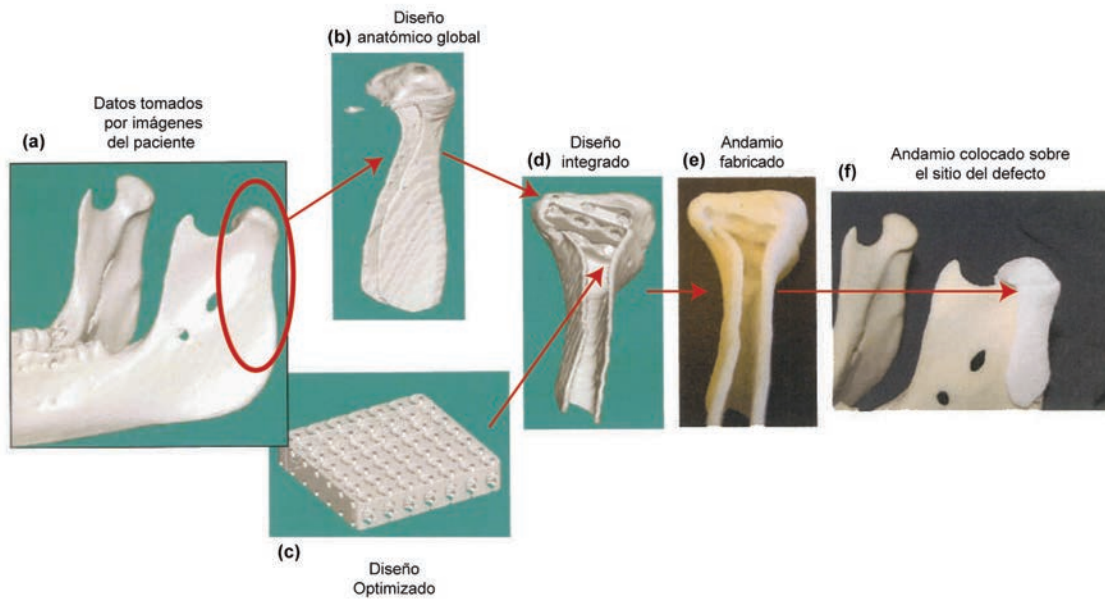 (a)
Datos tomados
por imágenes
del paciente
(b)
Diseño
anatómico global
(c)
Diseño
Optimizado
(d)
Diseño
integrado
(e)
Andamio
fabricado
(f)
Andamio colocado sobre
el sitio del defecto